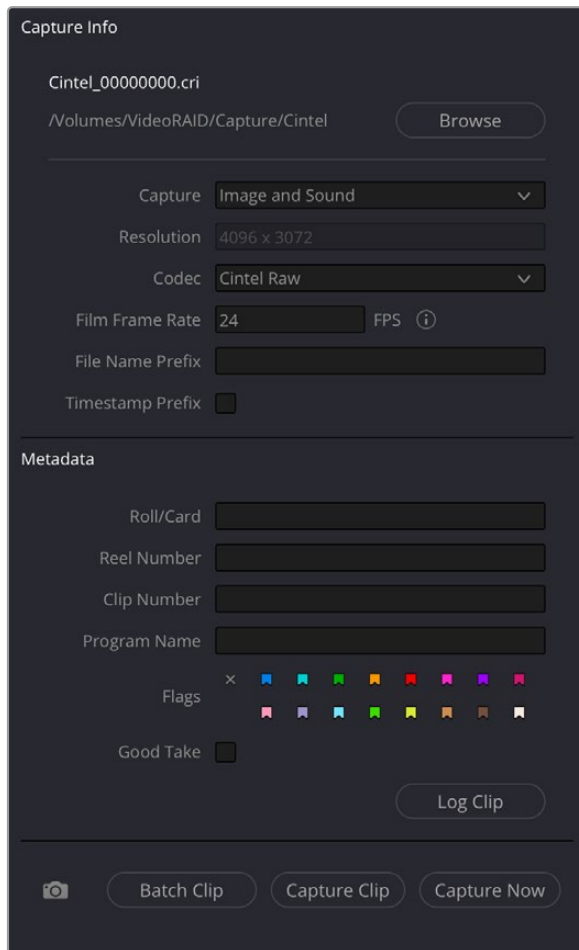 Capture Info
Cintel_00000000.cri
/Volumes/VideoRAID/Capture/Cintel Browse
Capture Image and Sound
Resolution 4096 x 3072
Codec Cintel Raw
Film Frame Rate 24 FPS
File Name Prefix
Timestamp Prefix
Metadata
Roll/Card
Reel Number
Clip Number
Program Name
Flags
Good Take
Log Clip
Batch Clip Capture Clip Capture Now